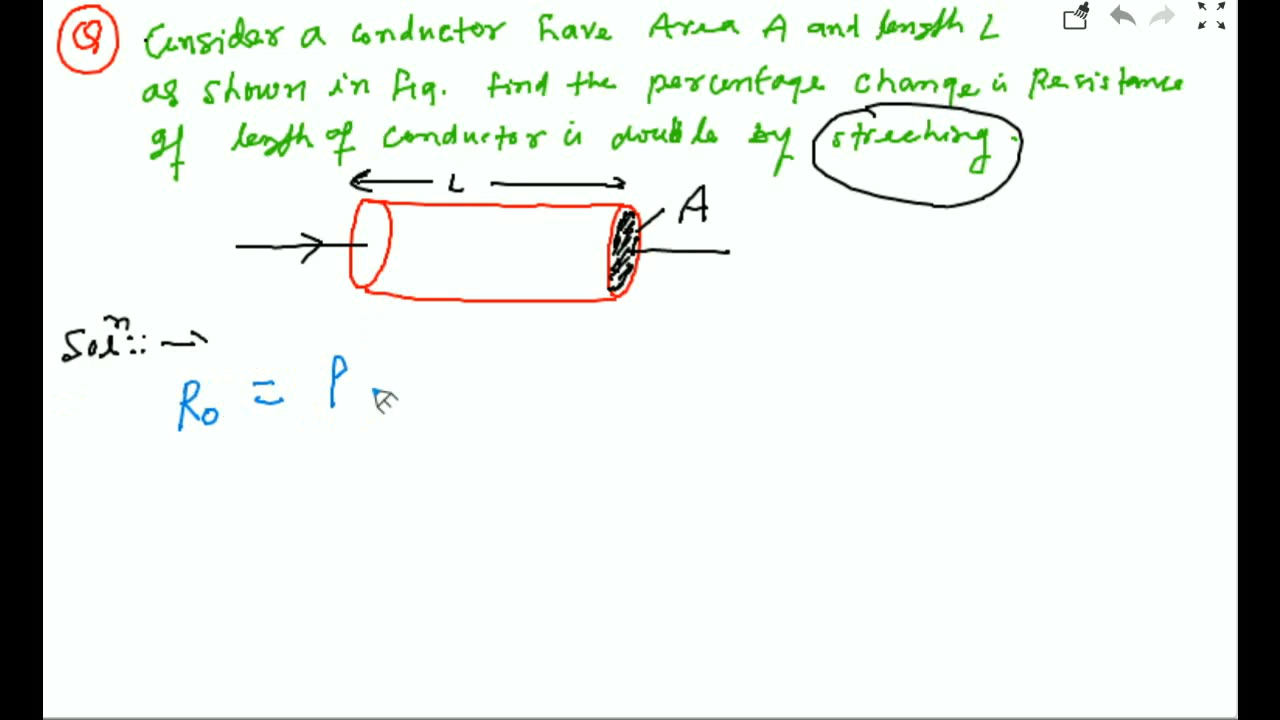 Q Consider a conductor have Area A and length L
as shown in fig. find the percentage change is Resistance
if length of conductor is double by streching.
L
A
Solⁿ:: →
R₀ = ρ